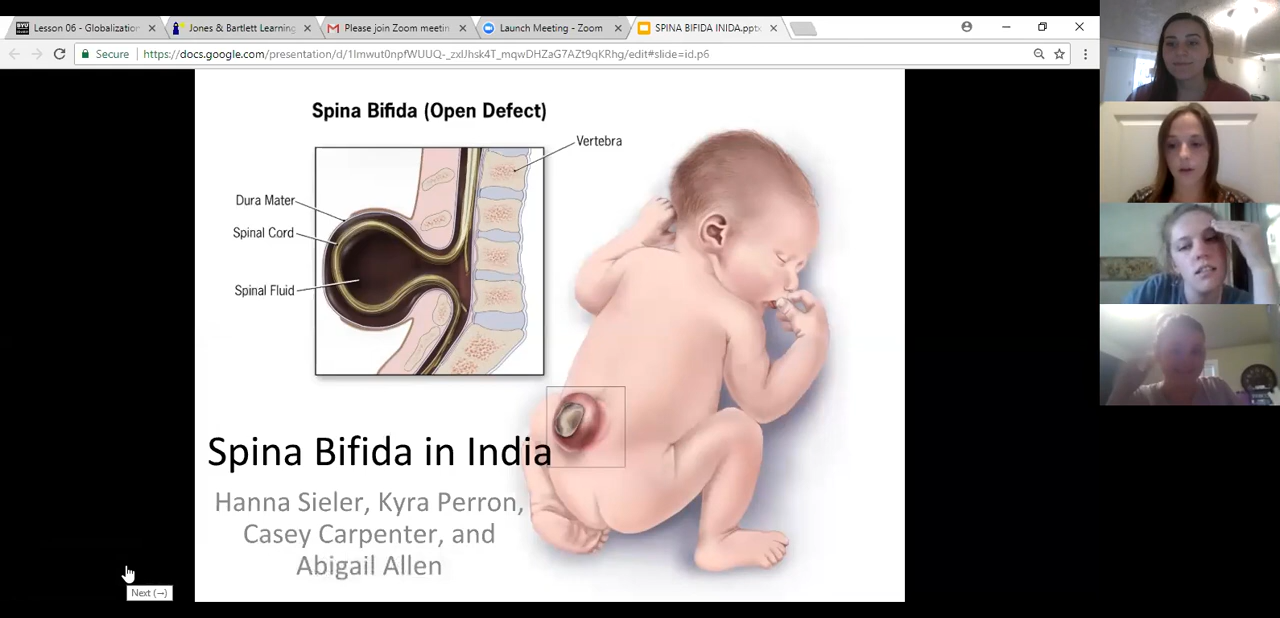 Lesson 06 - Globalization
Jones & Bartlett Learning
Please join Zoom meetin
Launch Meeting - Zoom
SPINA BIFIDA INIDA.pptx
Secure
https://docs.google.com/presentation/d/1Imwut0npfWUUQ-_zxlJhsk4T_mqwDHZaG7AZt9qKRhg/edit#slide=id.p6
Spina Bifida (Open Defect)
Vertebra
Dura Mater
Spinal Cord
Spinal Fluid
Spina Bifida in India
Hanna Sieler, Kyra Perron,
Casey Carpenter, and
Abigail Allen
Next (→)